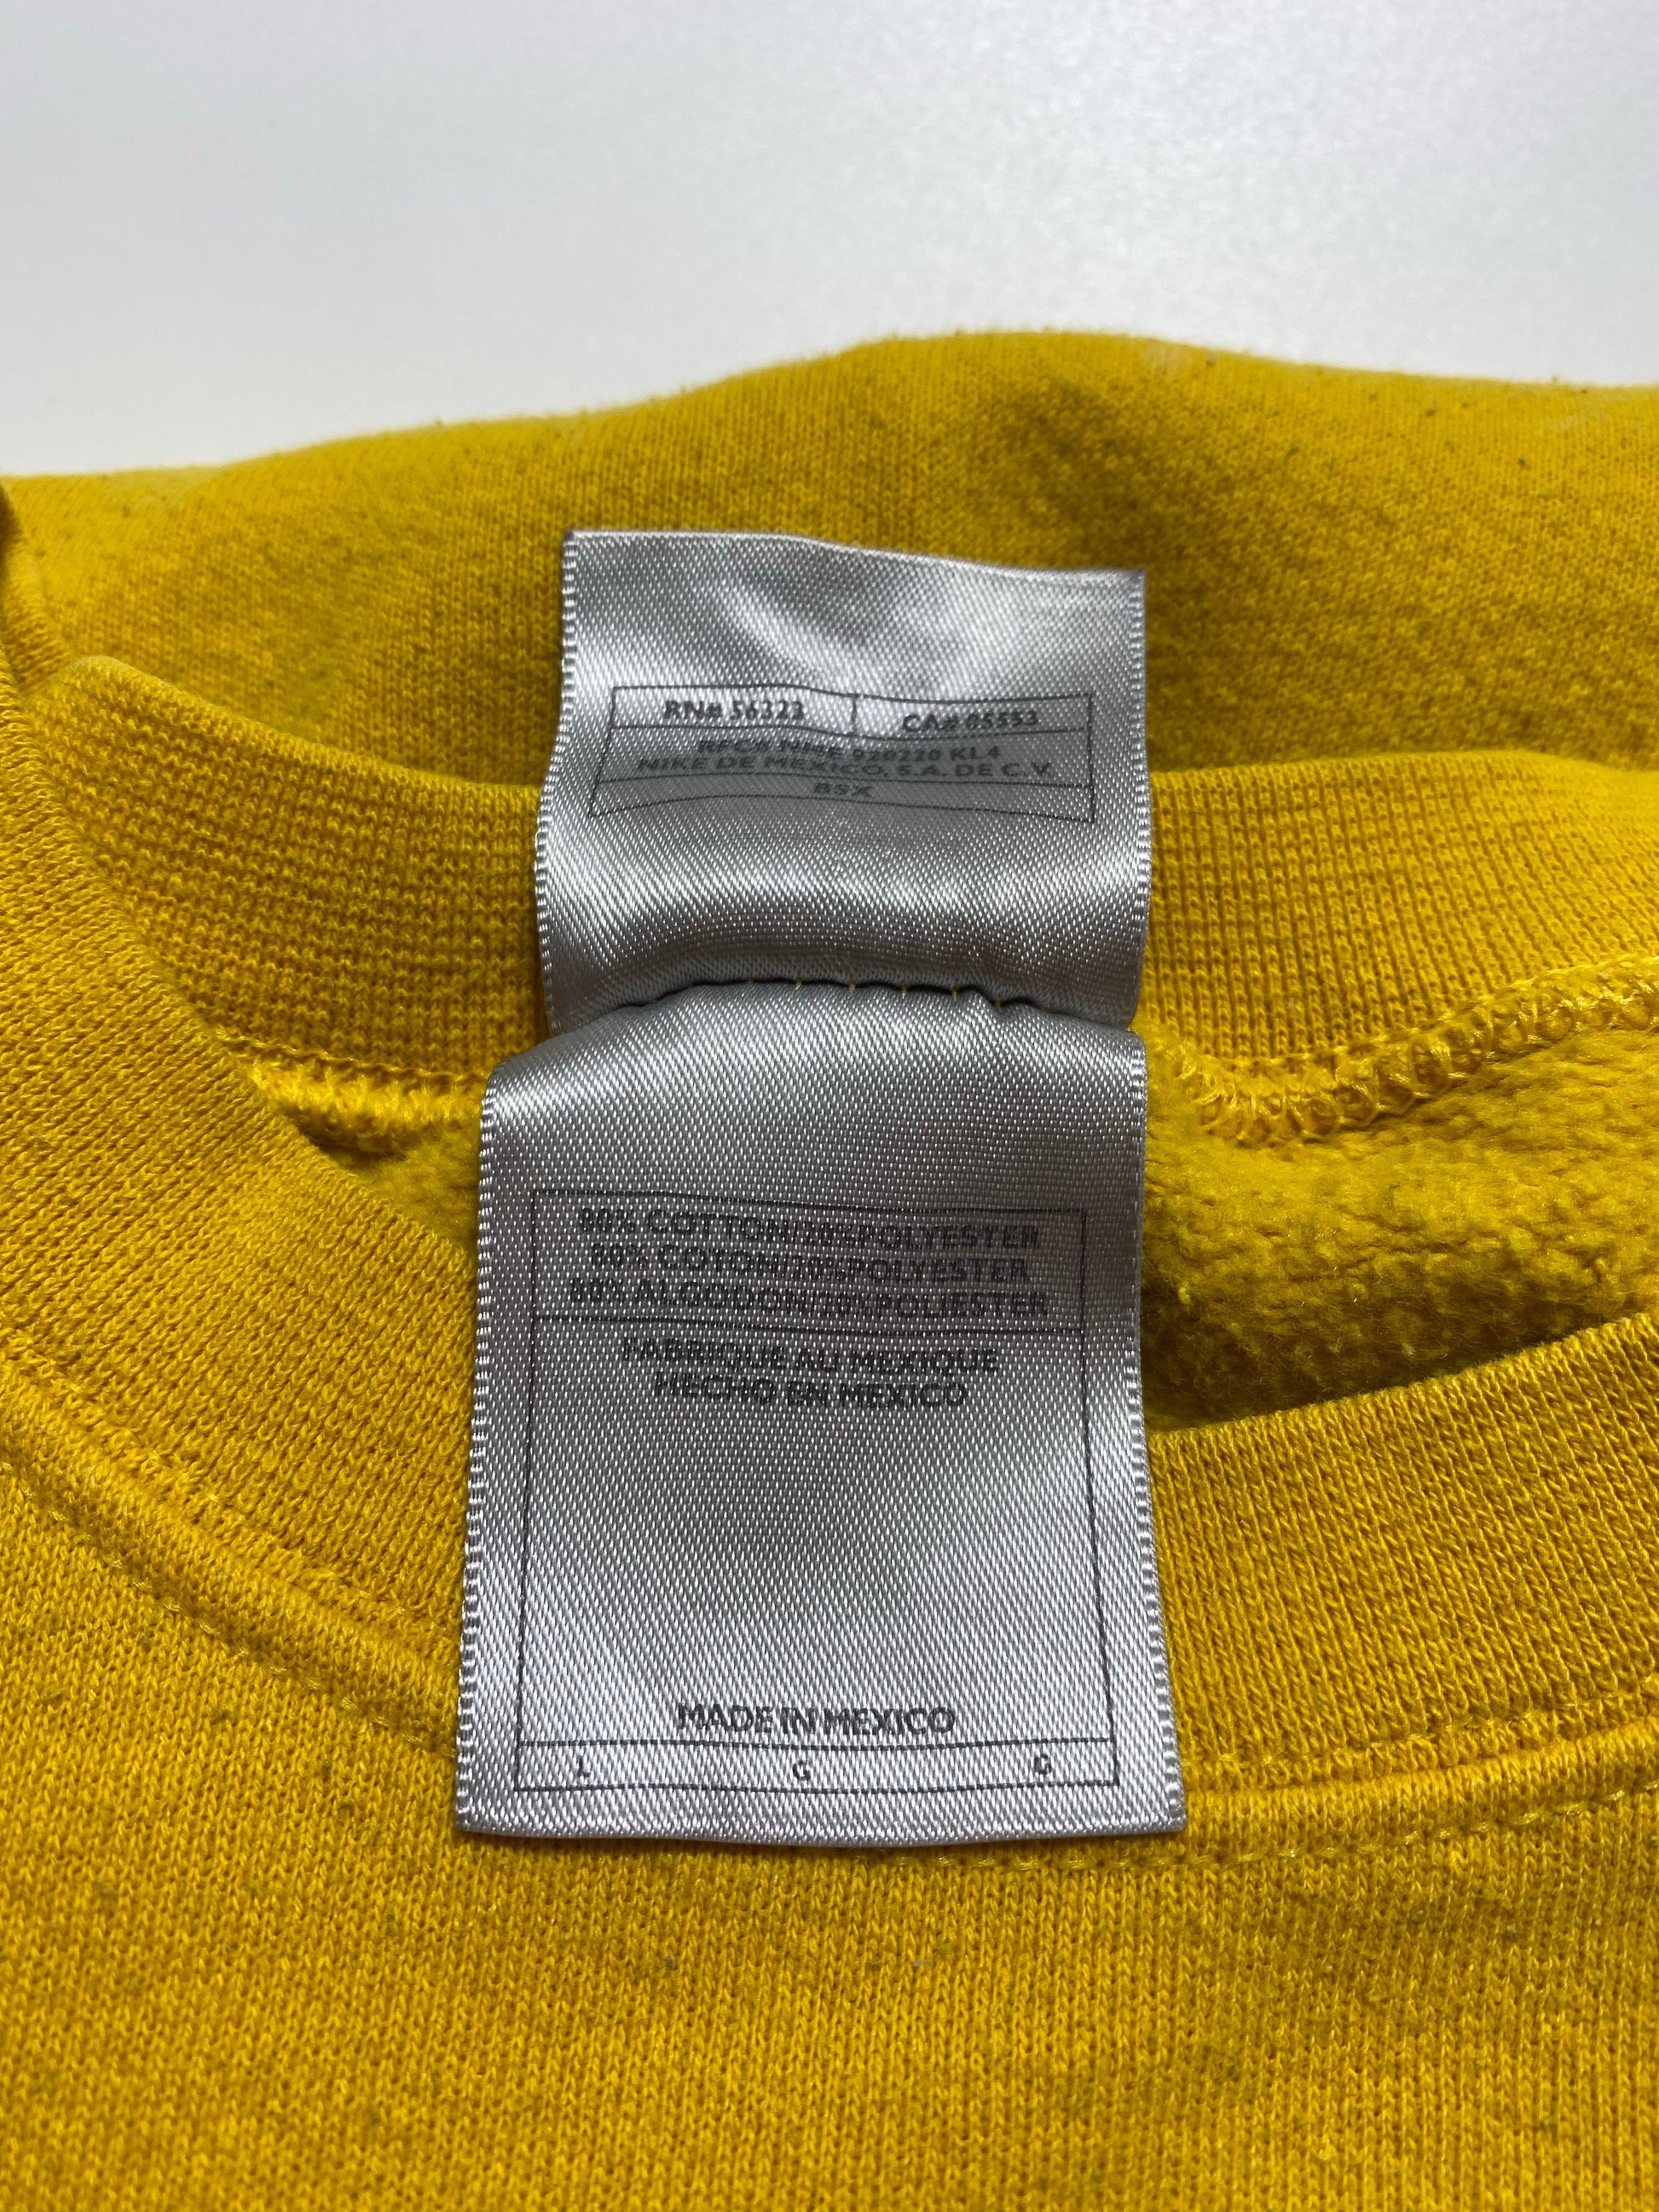 RN# 56323 CA# 05553
RFC# NIKE 920220 KL4
NIKE DE MEXICO, S.A. DE C.V.
BSX
80% COTTON/20% POLYESTER
80% COTON/20% POLYESTER
80% ALGODON/20% POLIESTER
FABRIQUE AU MEXIQUE
HECHO EN MEXICO
MADE IN MEXICO
L G G